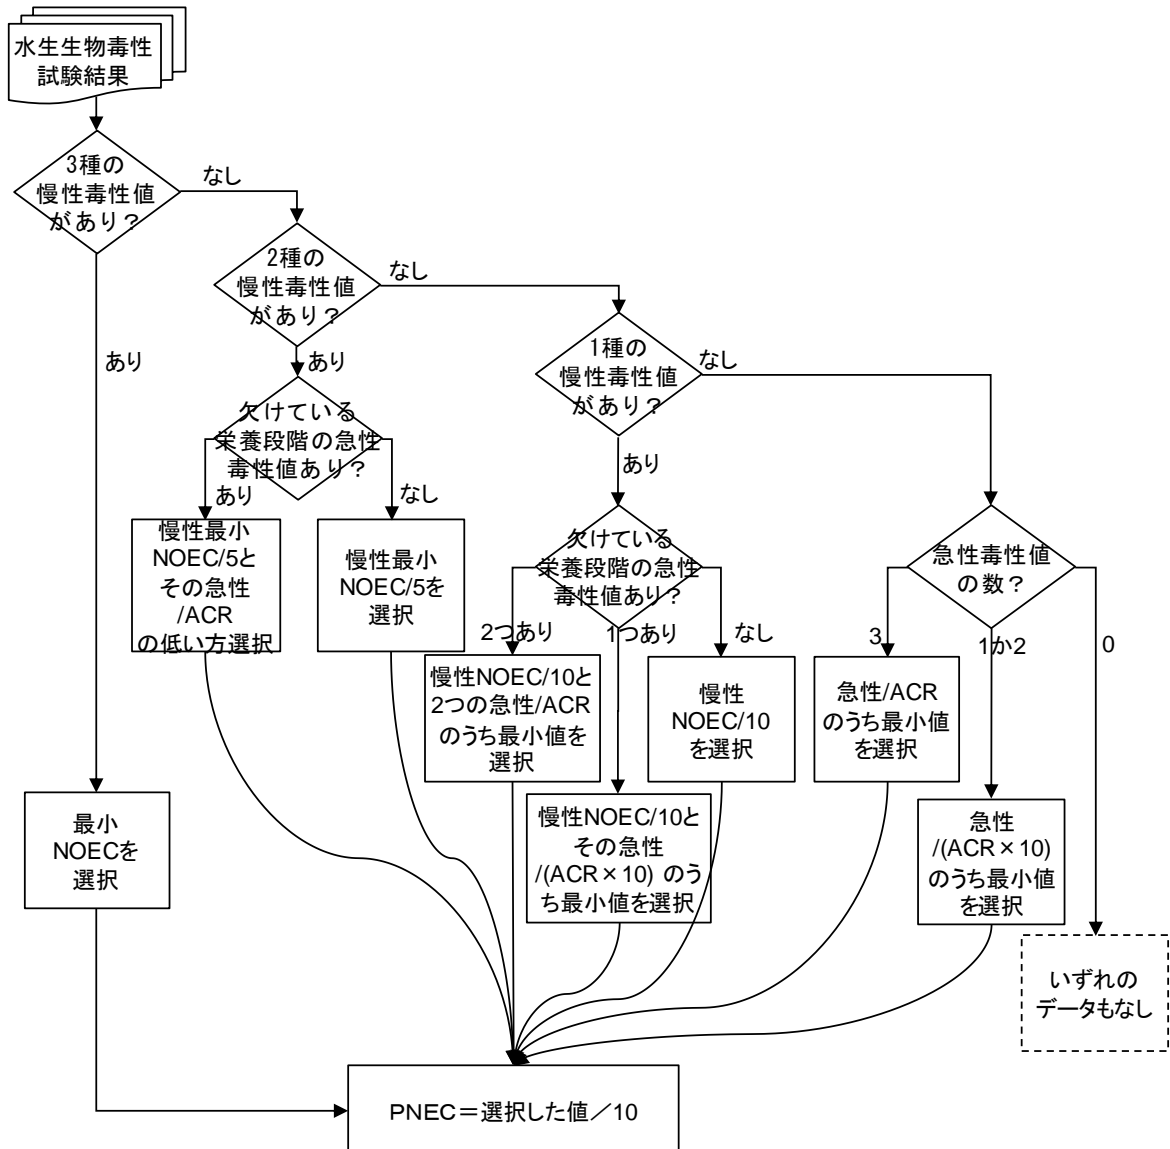 水生生物毒性
試験結果
3種の
慢性毒性値
があり？
なし
あり
2種の
慢性毒性値
があり？
なし
あり
1種の
慢性毒性値
があり？
なし
あり
欠けている
栄養段階の急性
毒性値あり？
あり
なし
慢性最小
NOEC/5と
その急性
/ACR
の低い方選択
慢性最小
NOEC/5を
選択
欠けている
栄養段階の急性
毒性値あり？
2つあり
1つあり
なし
急性毒性値
の数？
3
1か2
0
慢性NOEC/10と
2つの急性/ACR
のうち最小値を
選択
慢性
NOEC/10
を選択
急性/ACR
のうち最小値
を選択
最小
NOECを
選択
慢性NOEC/10と
その急性
/(ACR×10) のう
ち最小値を選択
急性
/(ACR×10)
のうち最小値
を選択
いずれの
データもなし
PNEC＝選択した値／10